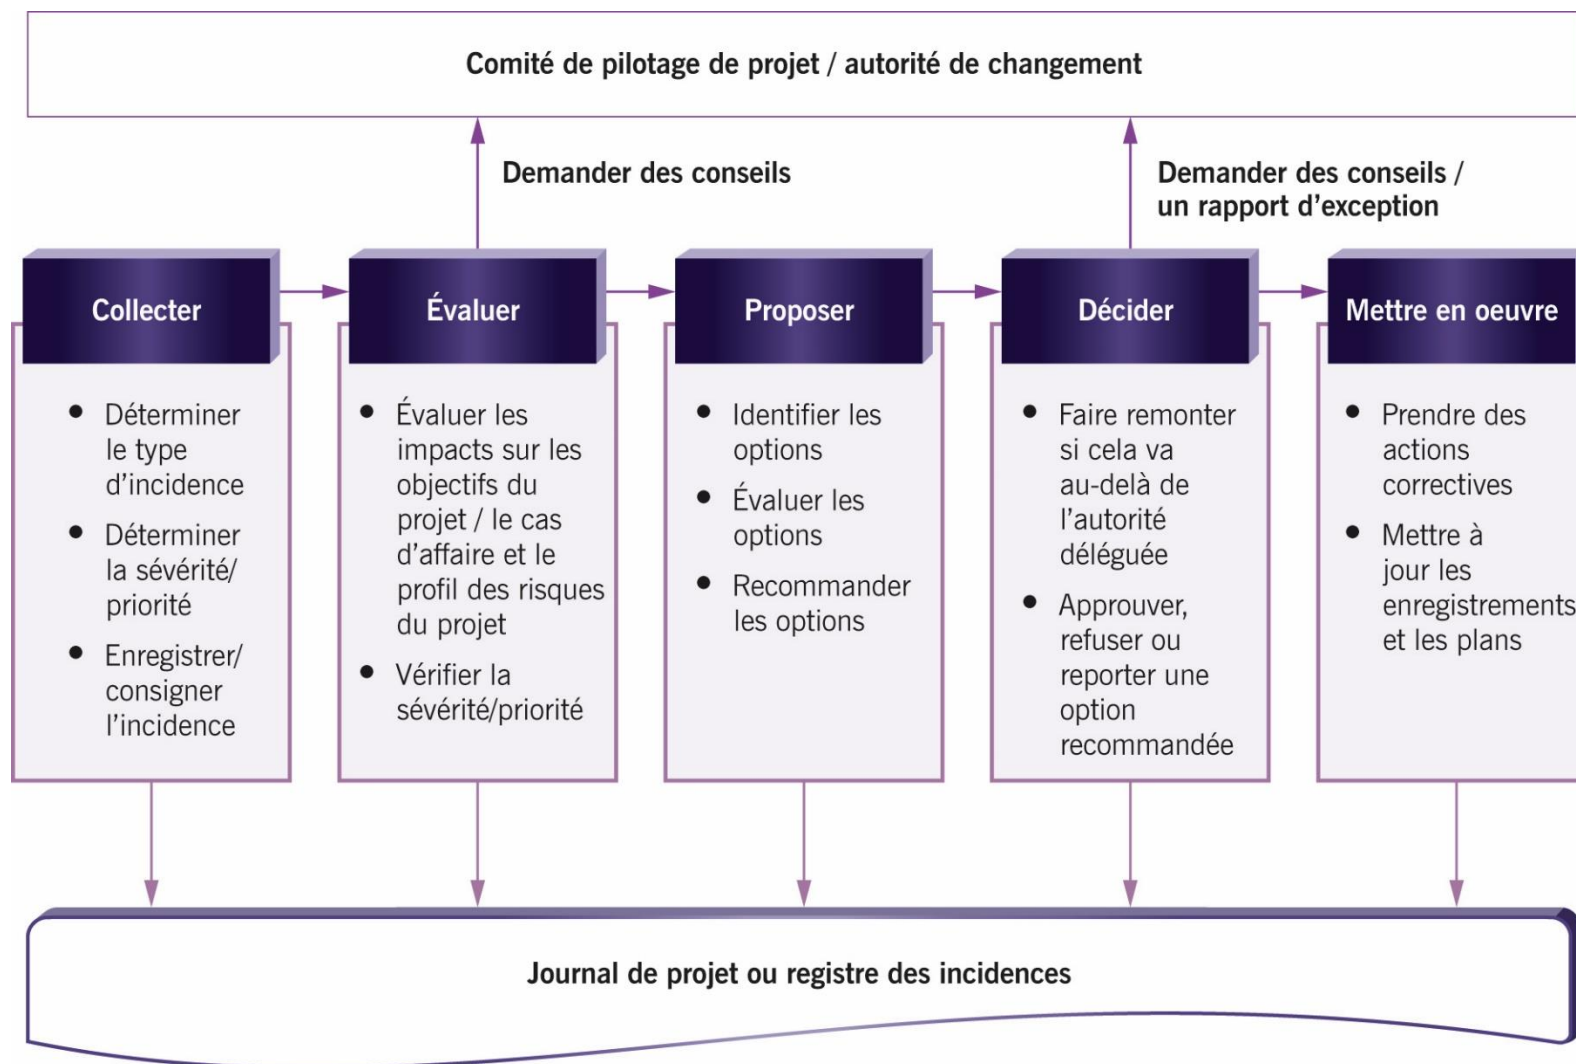 Comité de pilotage de projet / autorité de changement
Demander des conseils
Demander des conseils /
un rapport d’exception
Collecter
• Déterminer
le type
d’incidence
• Déterminer
la sévérité/
priorité
• Enregistrer/
consigner
l’incidence
Évaluer
• Évaluer les
impacts sur les
objectifs du
projet / le cas
d’affaire et le
profil des risques
du projet
• Vérifier la
sévérité/priorité
Proposer
• Identifier les
options
• Évaluer les
options
• Recommander
les options
Décider
• Faire remonter
si cela va
au-delà de
l’autorité
déléguée
• Approuver,
refuser ou
reporter une
option
recommandée
Mettre en oeuvre
• Prendre des
actions
correctives
• Mettre à
jour les
enregistrements
et les plans
Journal de projet ou registre des incidences